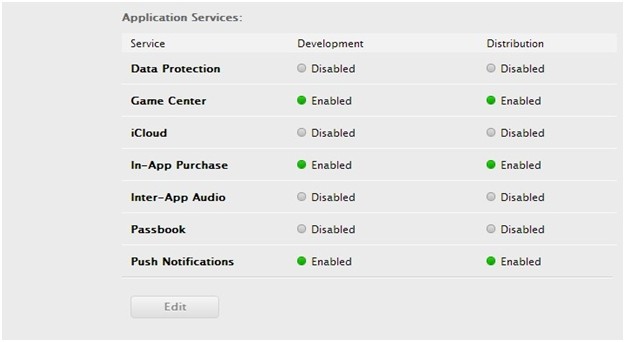 Application Services:
Service Development Distribution
Data Protection Disabled Disabled
Game Center Enabled Enabled
iCloud Disabled Disabled
In-App Purchase Enabled Enabled
Inter-App Audio Disabled Disabled
Passbook Disabled Disabled
Push Notifications Enabled Enabled
Edit